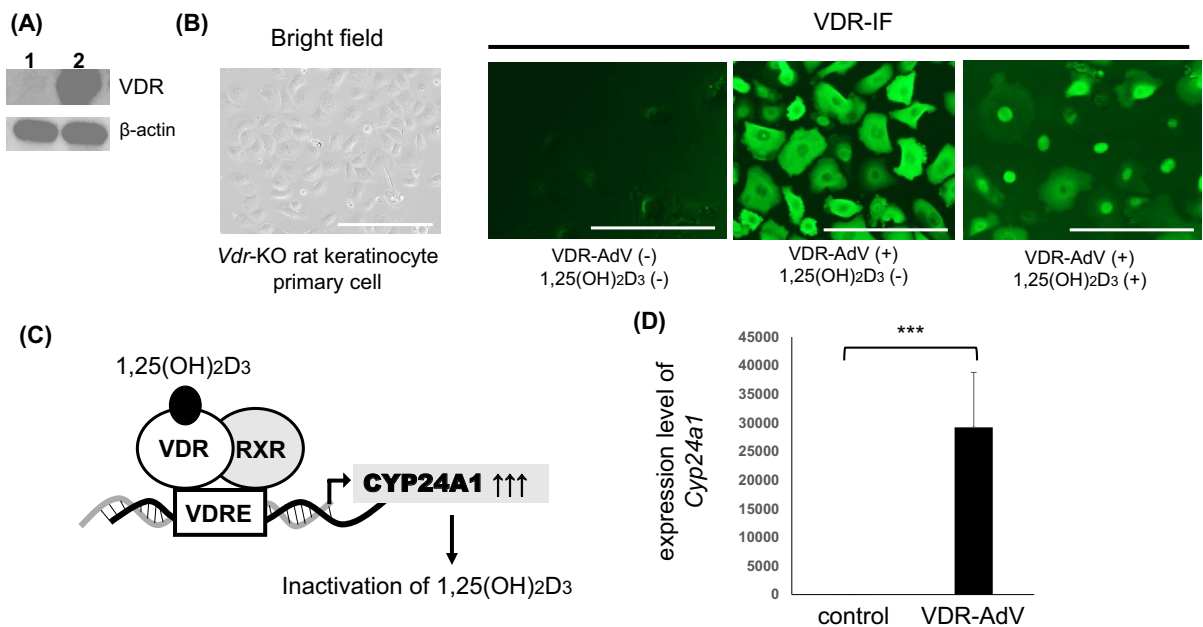 (A)
1 2
VDR
β-actin
(B)
Bright field
Vdr-KO rat keratinocyte
primary cell
VDR-IF
VDR-AdV (-)
1,25(OH)2D3 (-)
VDR-AdV (+)
1,25(OH)2D3 (-)
VDR-AdV (+)
1,25(OH)2D3 (+)
(C)
1,25(OH)2D3
VDR
RXR
VDRE
CYP24A1 ↑↑↑
Inactivation of 1,25(OH)2D3
(D)
expression level of
Cyp24a1
45000
40000
35000
30000
25000
20000
15000
10000
5000
0
***
control
VDR-AdV